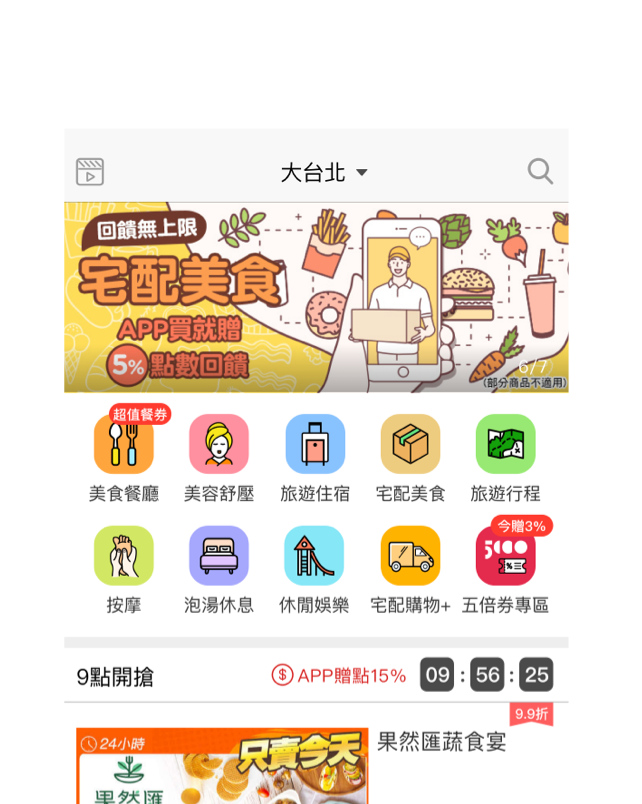 大台北
回饋無上限
宅配美食
APP買就贈
5%點數回饋
6/7
(部分商品不適用)
超值餐券
美食餐廳
美容舒壓
旅遊住宿
宅配美食
旅遊行程
今贈3%
5000
%
按摩
泡湯休息
休閒娛樂
宅配購物+
五倍券專區
9點開搶
$ APP贈點15%
09 : 56 : 25
9.9折
24小時
只賣今天
果然匯蔬食宴
果然匯